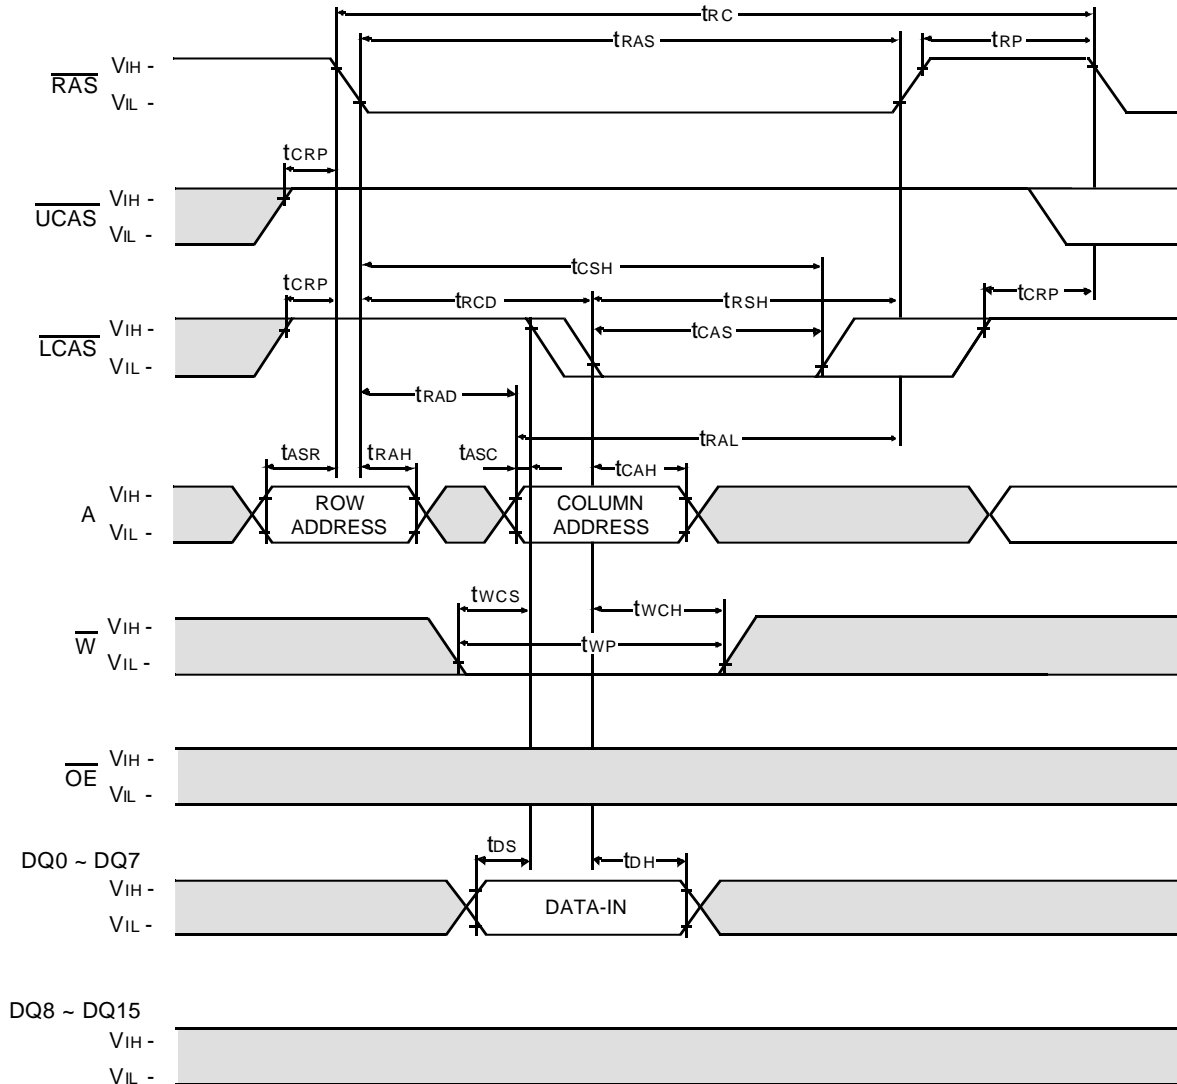 tRC
tRAS
tRP
RAS
VIH -
VIL -
tCRP
UCAS
VIH -
VIL -
tCSH
tCRP
tRCD
tRSH
tCRP
LCAS
VIH -
VIL -
tCAS
tRAD
tRAL
tASR
tRAH
tASC
tCAH
A
VIH -
VIL -
ROW
ADDRESS
COLUMN
ADDRESS
tWCS
tWCH
W
VIH -
VIL -
tWP
OE
VIH -
VIL -
tDS
tDH
DQ0 ~ DQ7
VIH -
VIL -
DATA-IN
DQ8 ~ DQ15
VIH -
VIL -